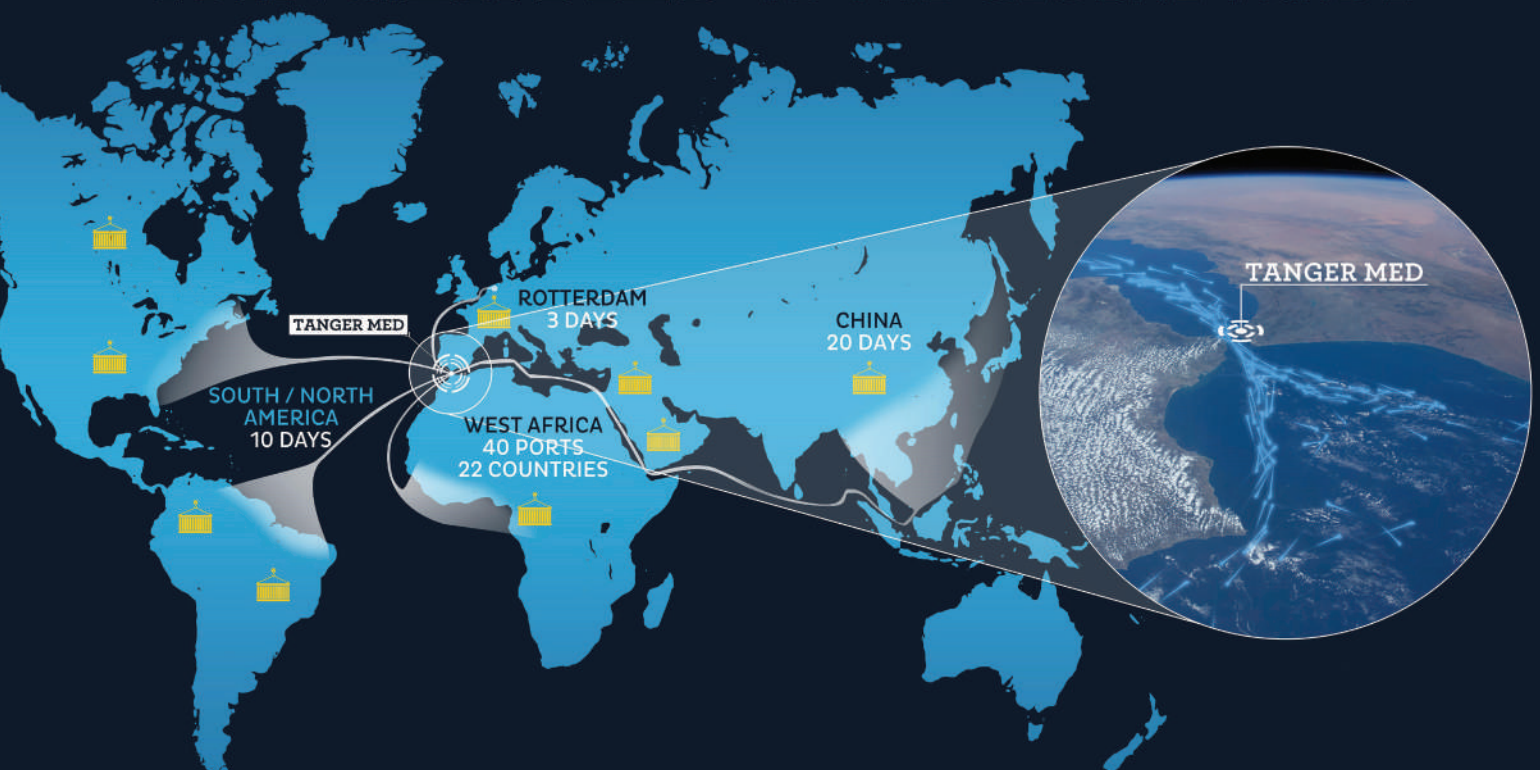 TANGER MED
ROTTERDAM
3 DAYS
CHINA
20 DAYS
SOUTH / NORTH
AMERICA
10 DAYS
WEST AFRICA
40 PORTS
22 COUNTRIES
TANGER MED